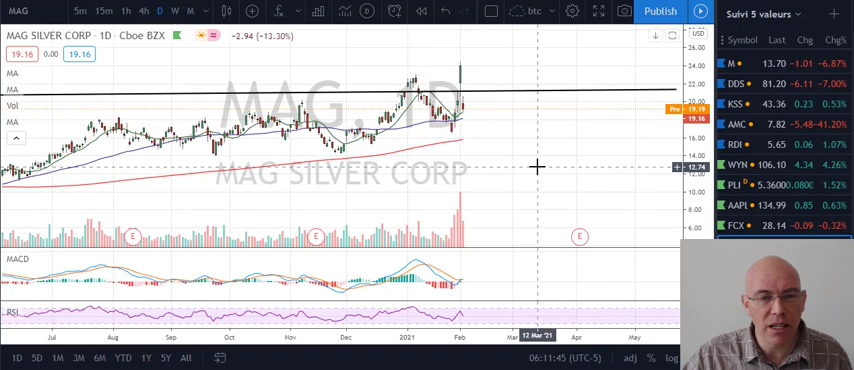 MAG
5m 15m 1h 4h D W M
btc
Publish
MAG SILVER CORP · 1D · Cboe BZX
−2.94 (−13.30%)
19.16 0.00 19.16
MA
MA
Vol
MA
MAG, 1D
MAG SILVER CORP
USD
26.00
24.00
22.00
20.00
Pre 19.19
19.16
16.00
14.00
12.74
12.00
10.00
8.00
6.00
E E E
MACD
RSI
Jul Aug Sep Oct Nov Dec 2021 Feb Mar 12 Mar '21 Apr May
1D 5D 1M 3M 6M YTD 1Y 5Y All
06:11:45 (UTC-5)
adj % log
Suivi 5 valeurs
Symbol Last Chg Chg%
M 13.70 −1.01 −6.87%
DDS 81.20 −6.11 −7.00%
KSS 43.36 0.23 0.53%
AMC 7.82 −5.48 −41.20%
RDI 5.65 0.06 1.07%
WYN 106.10 4.34 4.26%
PLI D 5.3600 0.0800 1.52%
AAPL 134.99 0.85 0.63%
FCX 28.14 −0.09 −0.32%